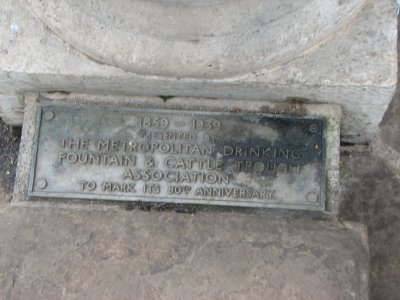 1859 - 1939
PRESENTED BY
THE METROPOLITAN DRINKING
FOUNTAIN & CATTLE TROUGH
ASSOCIATION
TO MARK ITS 80TH ANNIVERSARY.